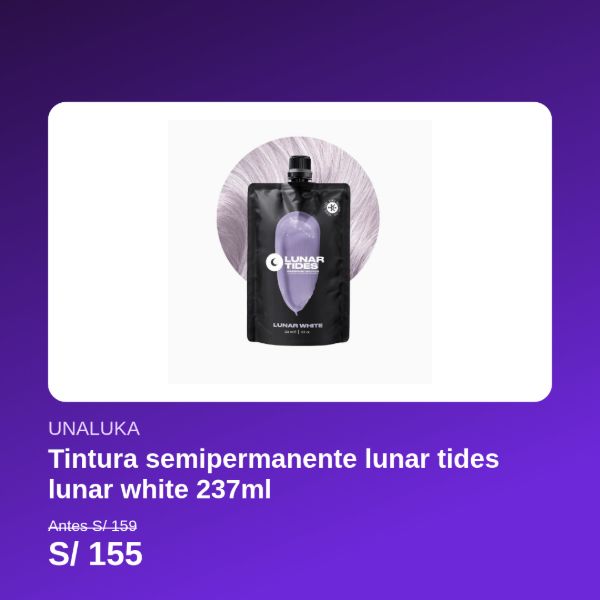 LUNAR
TIDES
LUNAR WHITE
UNALUKA
Tintura semipermanente lunar tides
lunar white 237ml
Antes S/ 159
S/ 155